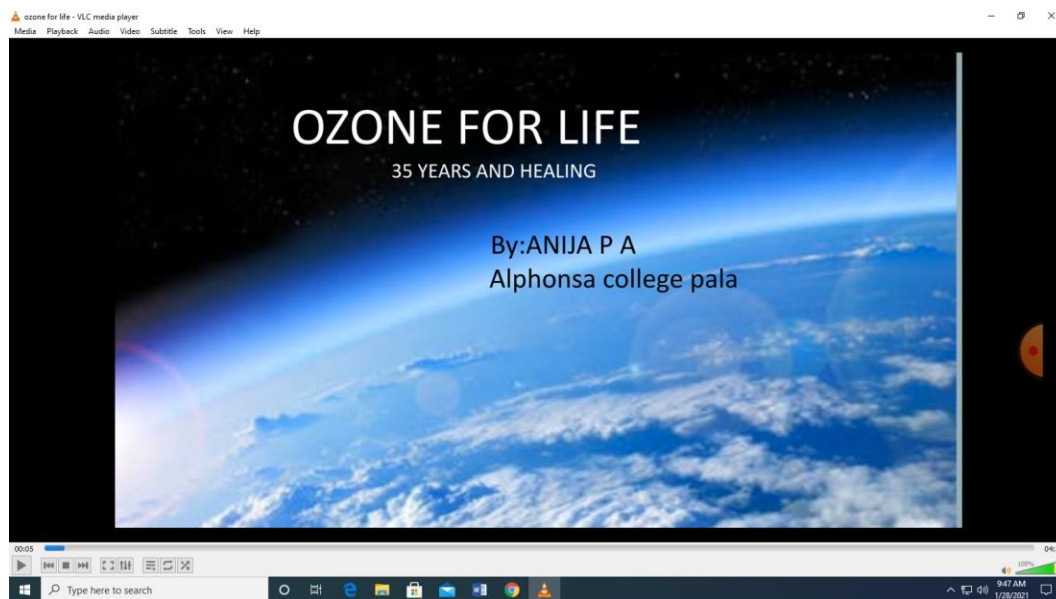 ozone for life - VLC media player
Media Playback Audio Video Subtitle Tools View Help
OZONE FOR LIFE
35 YEARS AND HEALING
By:ANIJA P A
Alphonsa college pala
00:05
100%
Type here to search
9:47 AM
1/28/2021